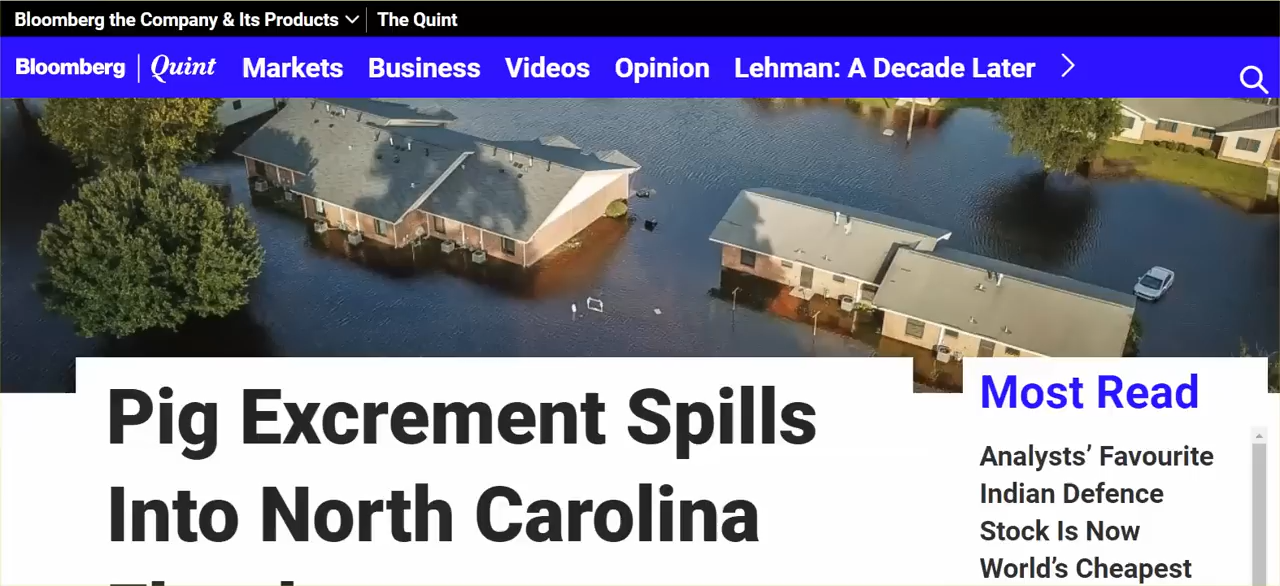 Bloomberg the Company & Its Products The Quint
Bloomberg | Quint Markets Business Videos Opinion Lehman: A Decade Later
Pig Excrement Spills
Into North Carolina
Most Read
Analysts’ Favourite
Indian Defence
Stock Is Now
World’s Cheapest